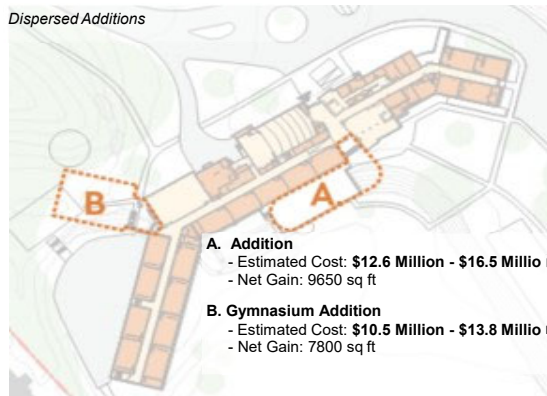 Dispersed Additions
B
A
A. Addition
- Estimated Cost: $12.6 Million - $16.5 Millio
- Net Gain: 9650 sq ft
B. Gymnasium Addition
- Estimated Cost: $10.5 Million - $13.8 Millio
- Net Gain: 7800 sq ft